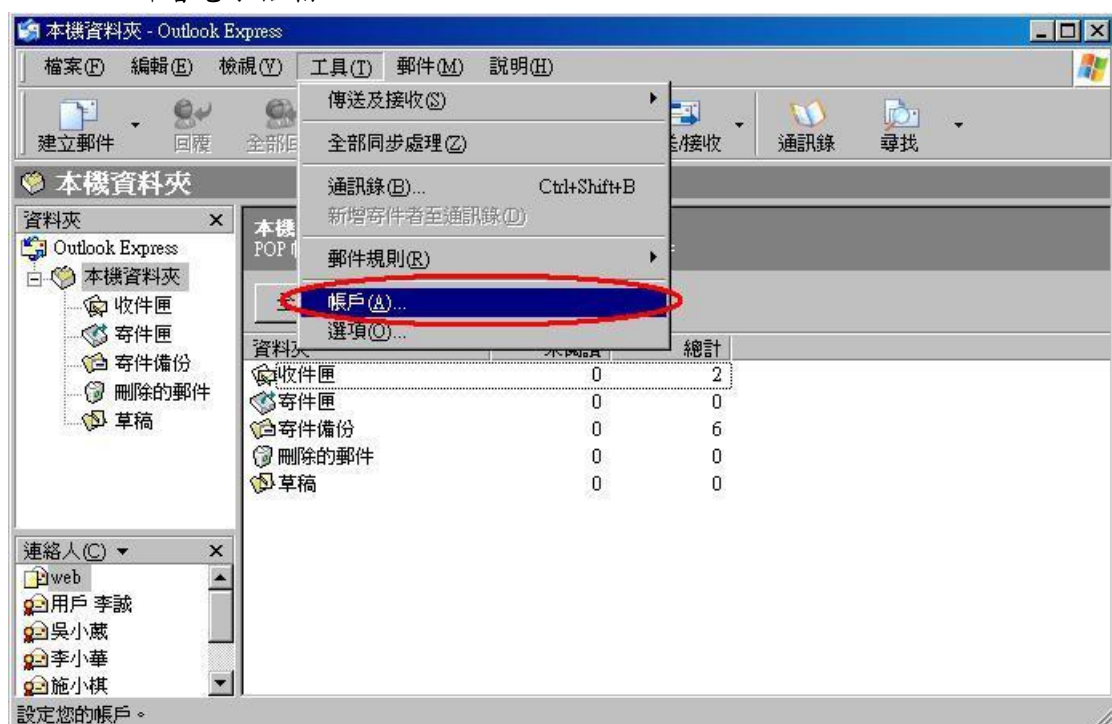 本機資料夾 - Outlook Express
檔案(F) 編輯(E) 檢視(V) 工具(T) 郵件(M) 說明(H)
傳送及接收(S)
全部同步處理(Z)
通訊錄(B)... Ctrl+Shift+B
新增寄件者至通訊錄(D)
郵件規則(R)
帳戶(A)...
選項(O)...
建立郵件 回覆 全部 接收 通訊錄 尋找
本機資料夾
資料夾
Outlook Express
本機資料夾
收件匣
寄件匣
寄件備份
刪除的郵件
草稿
本機
POP
資料夾 未閱讀 總計
收件匣 0 2
寄件匣 0 0
寄件備份 0 6
刪除的郵件 0 0
草稿 0 0
連絡人(C)
web
用戶 李誠
吳小葳
李小華
施小棋
設定您的帳戶。